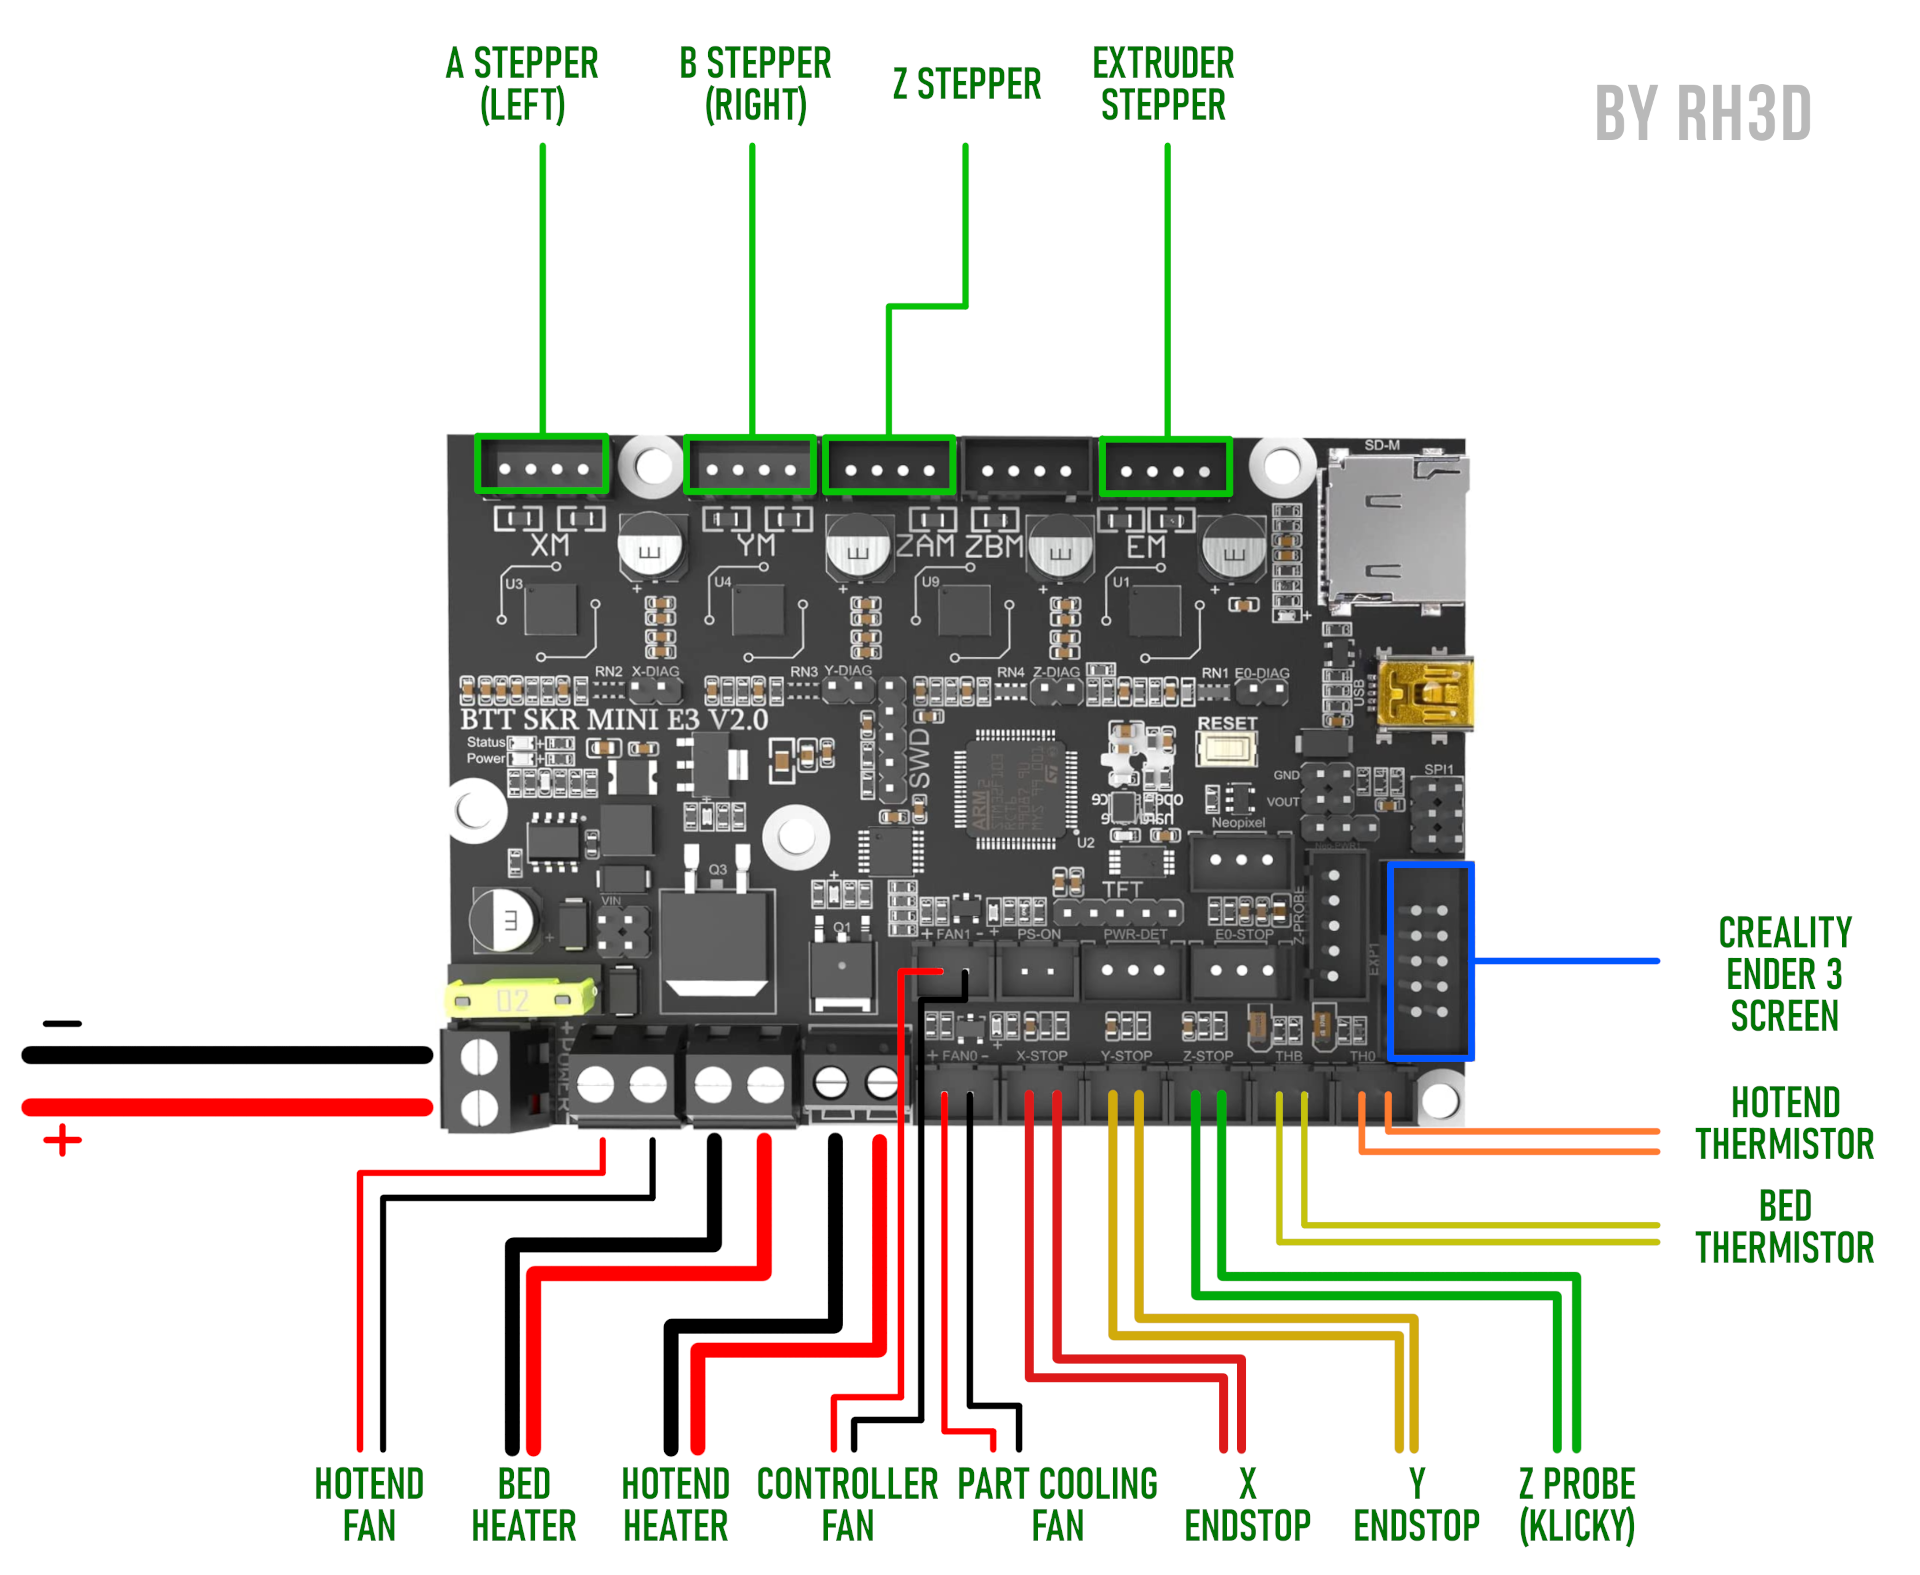 A STEPPER
(LEFT)
B STEPPER
(RIGHT)
Z STEPPER
EXTRUDER
STEPPER
BY RH3D
SD-M
XM
YM
ZAM
ZBM
EM
U3
U4
U9
U1
RN2
X-DIAG
RN3
Y-DIAG
RN4
Z-DIAG
RN1
E0-DIAG
USB
BTT SKR MINI E3 V2.0
Status
Power
SWD
RESET
GND
VOUT
SPI1
Neopixel
ARM
U2
TFT
Q3
Q1
VIN
Z-PROBE
EXP1
+ FAN1 -
PS-ON
PWR-DET
E0-STOP
02
POWER
+ FAN0 -
X-STOP
Y-STOP
Z-STOP
THB
TH0
−
+
CREALITY
ENDER 3
SCREEN
HOTEND
THERMISTOR
BED
THERMISTOR
HOTEND
FAN
BED
HEATER
HOTEND
HEATER
CONTROLLER
FAN
PART COOLING
FAN
X
ENDSTOP
Y
ENDSTOP
Z PROBE
(KLICKY)